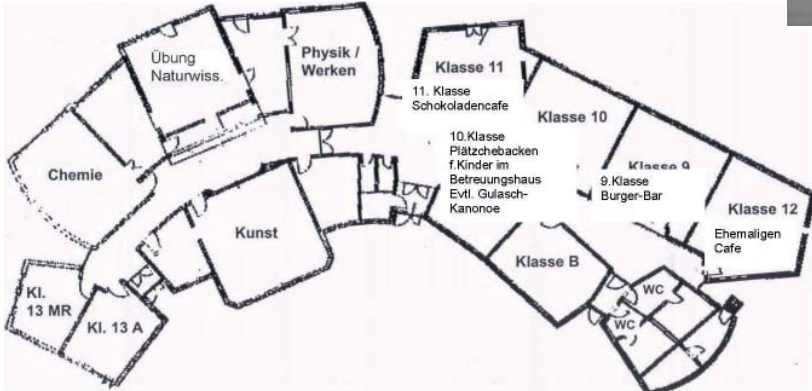 Übung
Naturwiss.
Physik /
Werken
Chemie
Kunst
Kl.
13 MR
Kl. 13 A
Klasse 11
11. Klasse
Schokoladencafe
Klasse 10
10.Klasse
Plätzchebacken
f.Kinder im
Betreuungshaus
Evtl. Gulasch-
Kanonoe
Klasse 9
9.Klasse
Burger-Bar
Klasse 12
Ehemaligen
Cafe
Klasse B
WC
WC